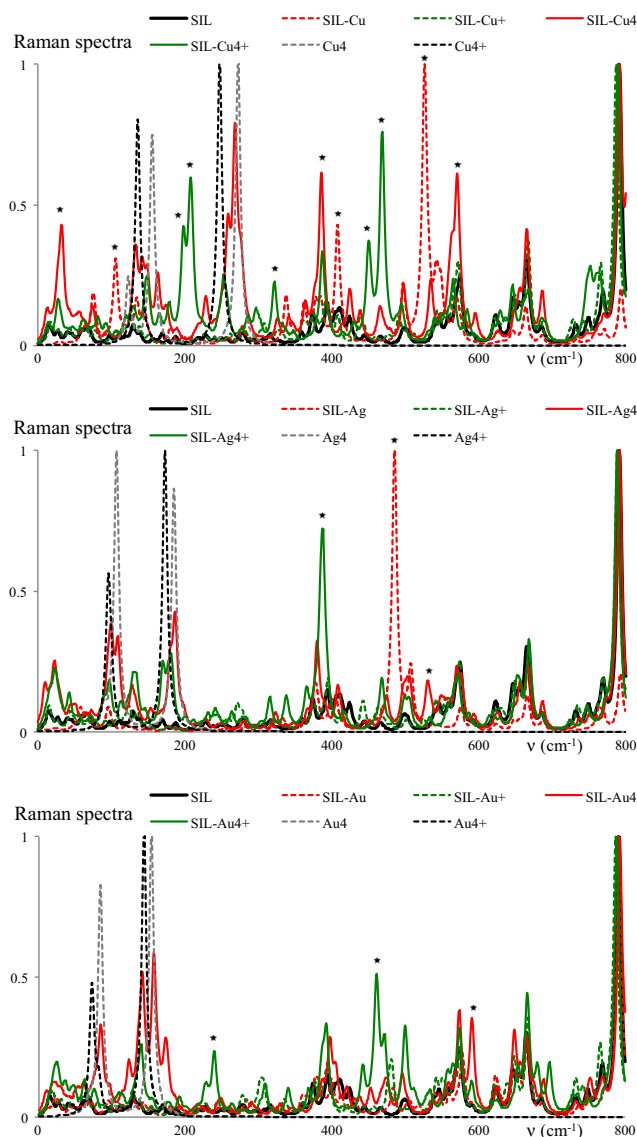 SIL SIL-Cu SIL-Cu+ SIL-Cu4
Raman spectra SIL-Cu4+ Cu4 Cu4+
1
0.5
0
0 200 400 600 800
ν (cm-1)
SIL SIL-Ag SIL-Ag+ SIL-Ag4
Raman spectra SIL-Ag4+ Ag4 Ag4+
1
0.5
0
0 200 400 600 800
ν (cm-1)
SIL SIL-Au SIL-Au+ SIL-Au4
Raman spectra SIL-Au4+ Au4 Au4+
1
0.5
0
0 200 400 600 800
ν (cm-1)